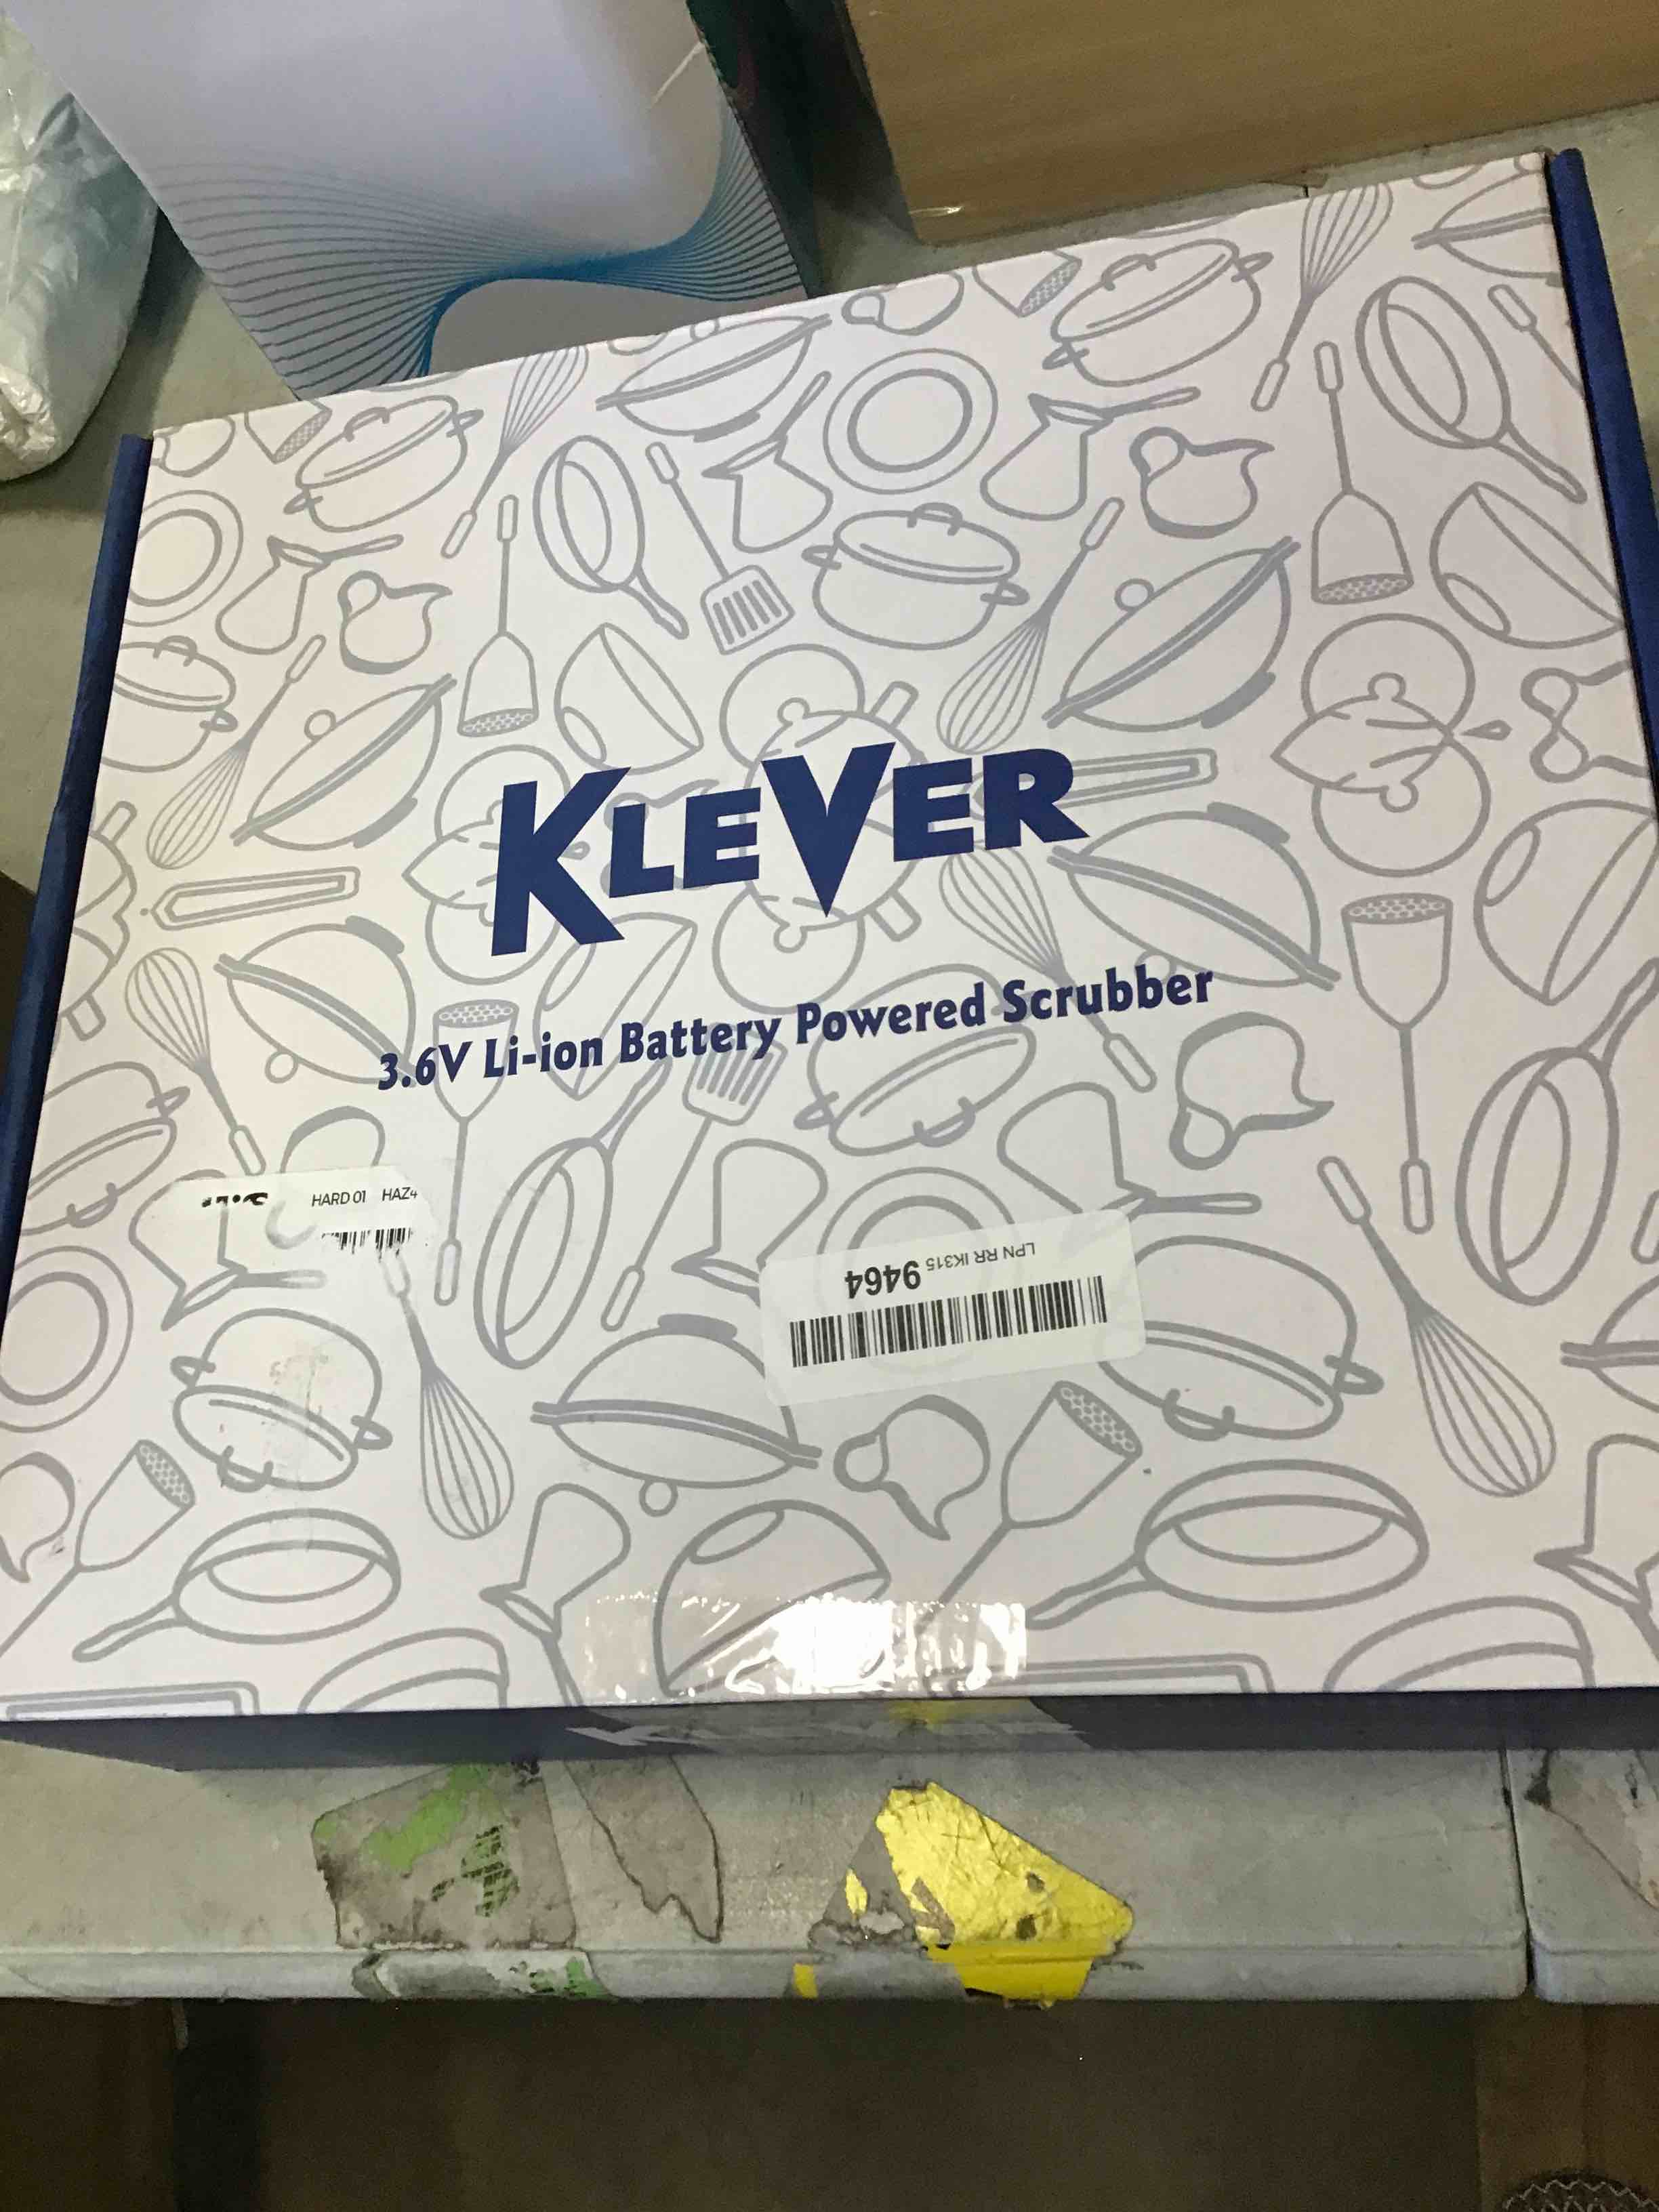 KLEVER
3.6V Li-ion Battery Powered Scrubber
HARD 01 HAZ4
LPN RR IK315 9464